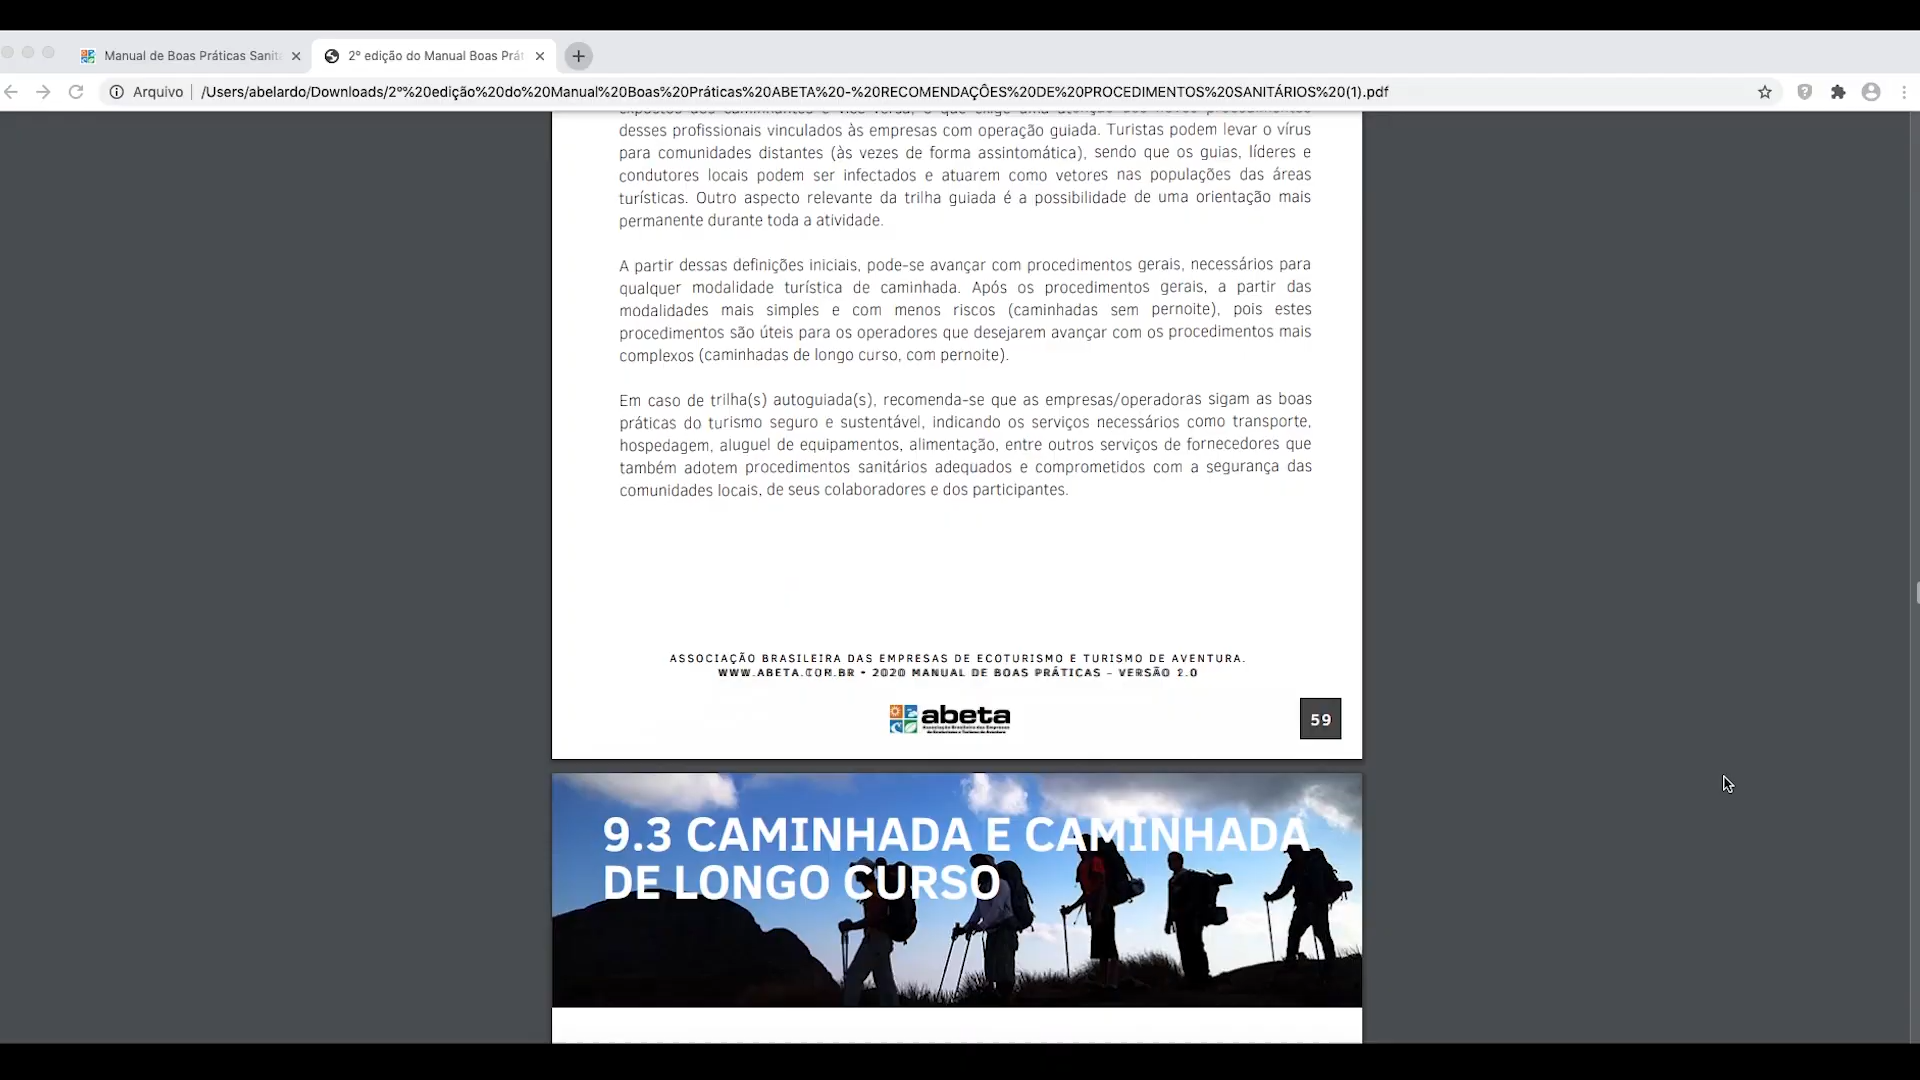 Manual de Boas Práticas Sanit
2º edição do Manual Boas Prá
Arquivo
/Users/abelardo/Downloads/2º%20edição%20do%20Manual%20Boas%20Práticas%20ABETA%20-%20RECOMENDAÇÔES%20DE%20PROCEDIMENTOS%20SANITÁRIOS%20(1).pdf
desses profissionais vinculados às empresas com operação guiada. Turistas podem levar o vírus
para comunidades distantes (às vezes de forma assintomática), sendo que os guias, líderes e
condutores locais podem ser infectados e atuarem como vetores nas populações das áreas
turísticas. Outro aspecto relevante da trilha guiada é a possibilidade de uma orientação mais
permanente durante toda a atividade.
A partir dessas definições iniciais, pode-se avançar com procedimentos gerais, necessários para
qualquer modalidade turística de caminhada. Após os procedimentos gerais, a partir das
modalidades mais simples e com menos riscos (caminhadas sem pernoite), pois estes
procedimentos são úteis para os operadores que desejarem avançar com os procedimentos mais
complexos (caminhadas de longo curso, com pernoite).
Em caso de trilha(s) autoguiada(s), recomenda-se que as empresas/operadoras sigam as boas
práticas do turismo seguro e sustentável, indicando os serviços necessários como transporte,
hospedagem, aluguel de equipamentos, alimentação, entre outros serviços de fornecedores que
também adotem procedimentos sanitários adequados e comprometidos com a segurança das
comunidades locais, de seus colaboradores e dos participantes.
ASSOCIAÇÃO BRASILEIRA DAS EMPRESAS DE ECOTURISMO E TURISMO DE AVENTURA.
WWW.ABETA.COM.BR - 2020 MANUAL DE BOAS PRÁTICAS - VERSÃO 2.0
abeta
Associação Brasileira das Empresas
de Ecoturismo e Turismo de Aventura
59
9.3 CAMINHADA E CAMINHADA
DE LONGO CURSO